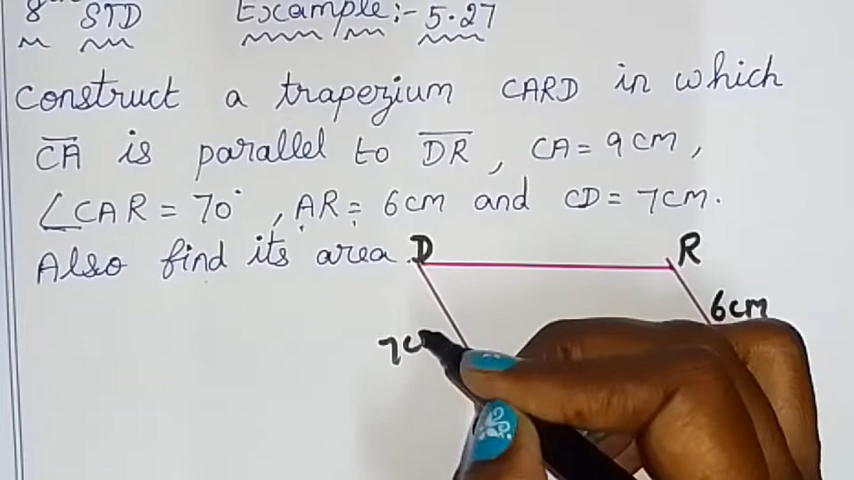 8 STD Example:- 5.27
Construct a trapezium CARD in which
CA is parallel to DR, CA = 9cm,
∠CAR = 70°, AR = 6cm and CD = 7cm.
Also find its area.
D R
6cm
7c